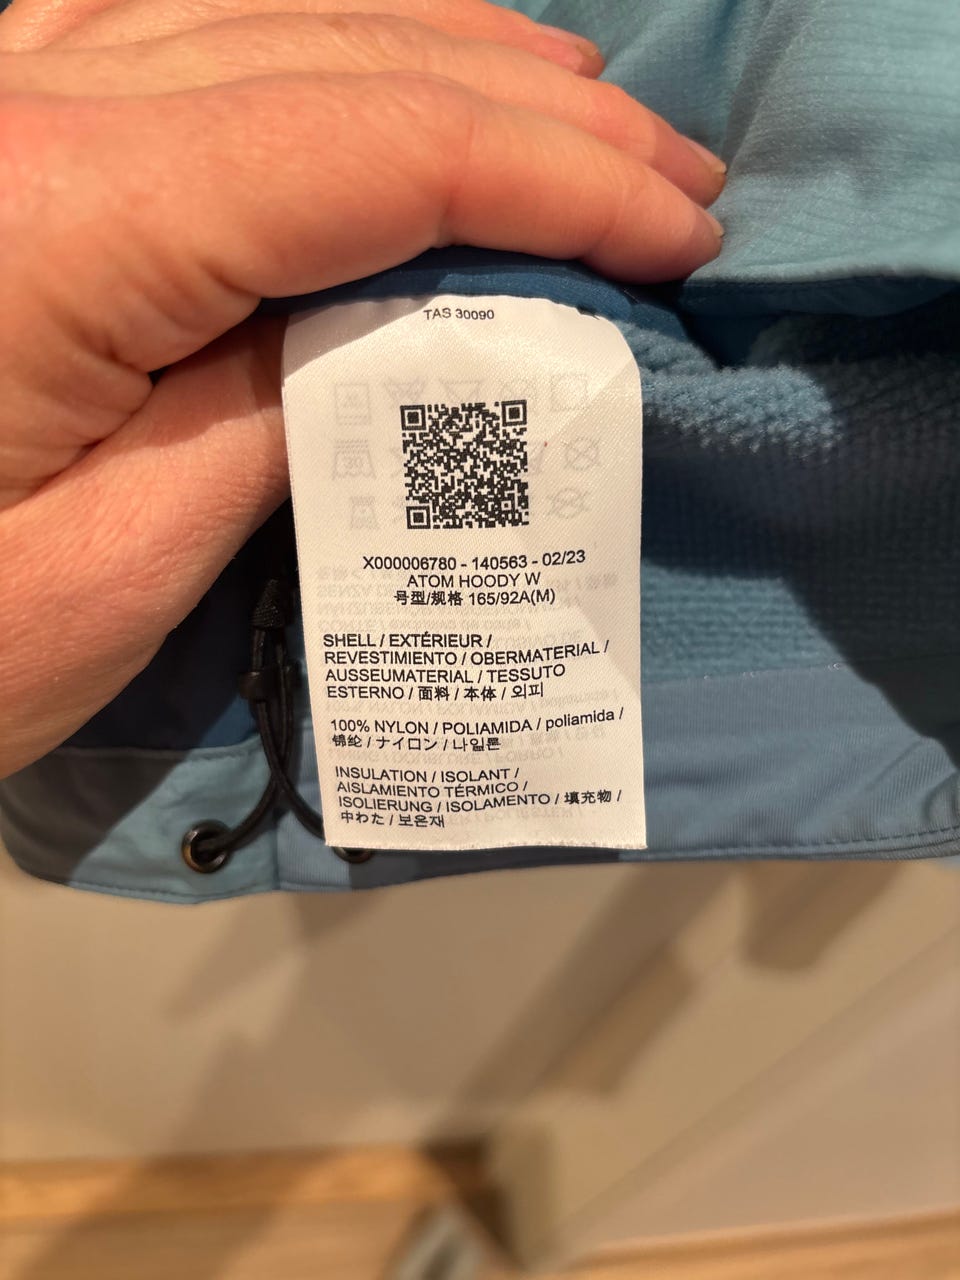 TAS 30090
X000006780 - 140563 - 02/23
ATOM HOODY W
号型/规格 165/92A(M)
SHELL / EXTÉRIEUR /
REVESTIMIENTO / OBERMATERIAL /
AUSSEUMATERIAL / TESSUTO
ESTERNO / 面料 / 本体 / 외피
100% NYLON / POLIAMIDA / poliamida /
锦纶 / ナイロン / 나일론
INSULATION / ISOLANT /
AISLAMIENTO TÉRMICO /
ISOLIERUNG / ISOLAMENTO / 填充物 /
中わた / 보온재